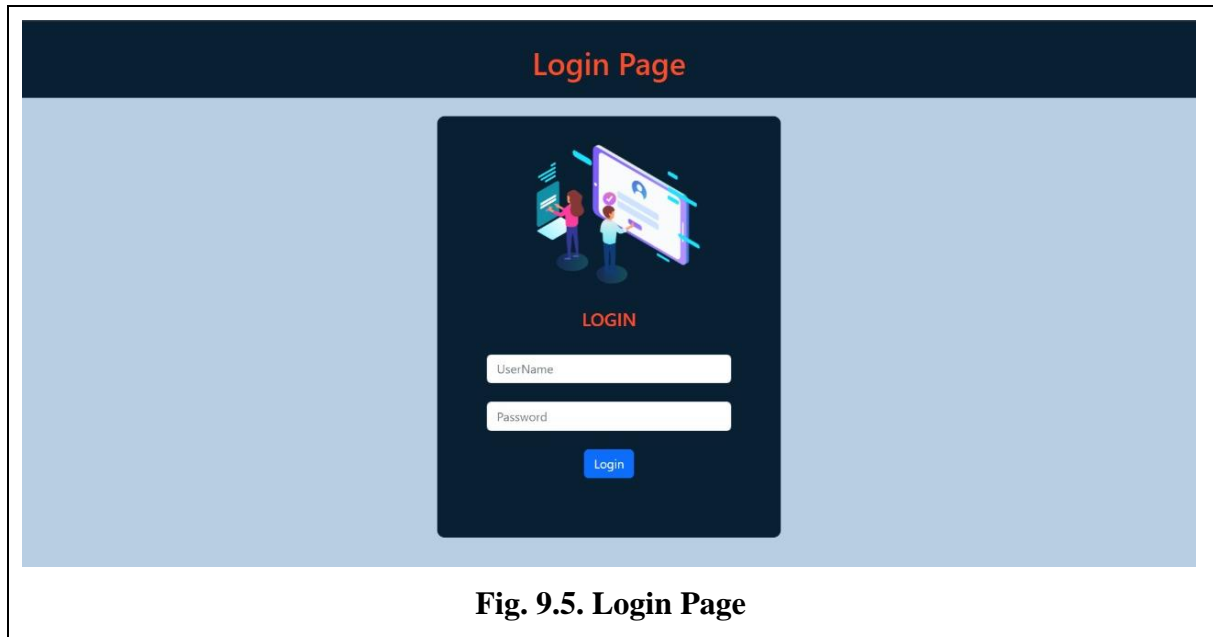 Login Page
LOGIN
UserName
Password
Login
Fig. 9.5. Login Page